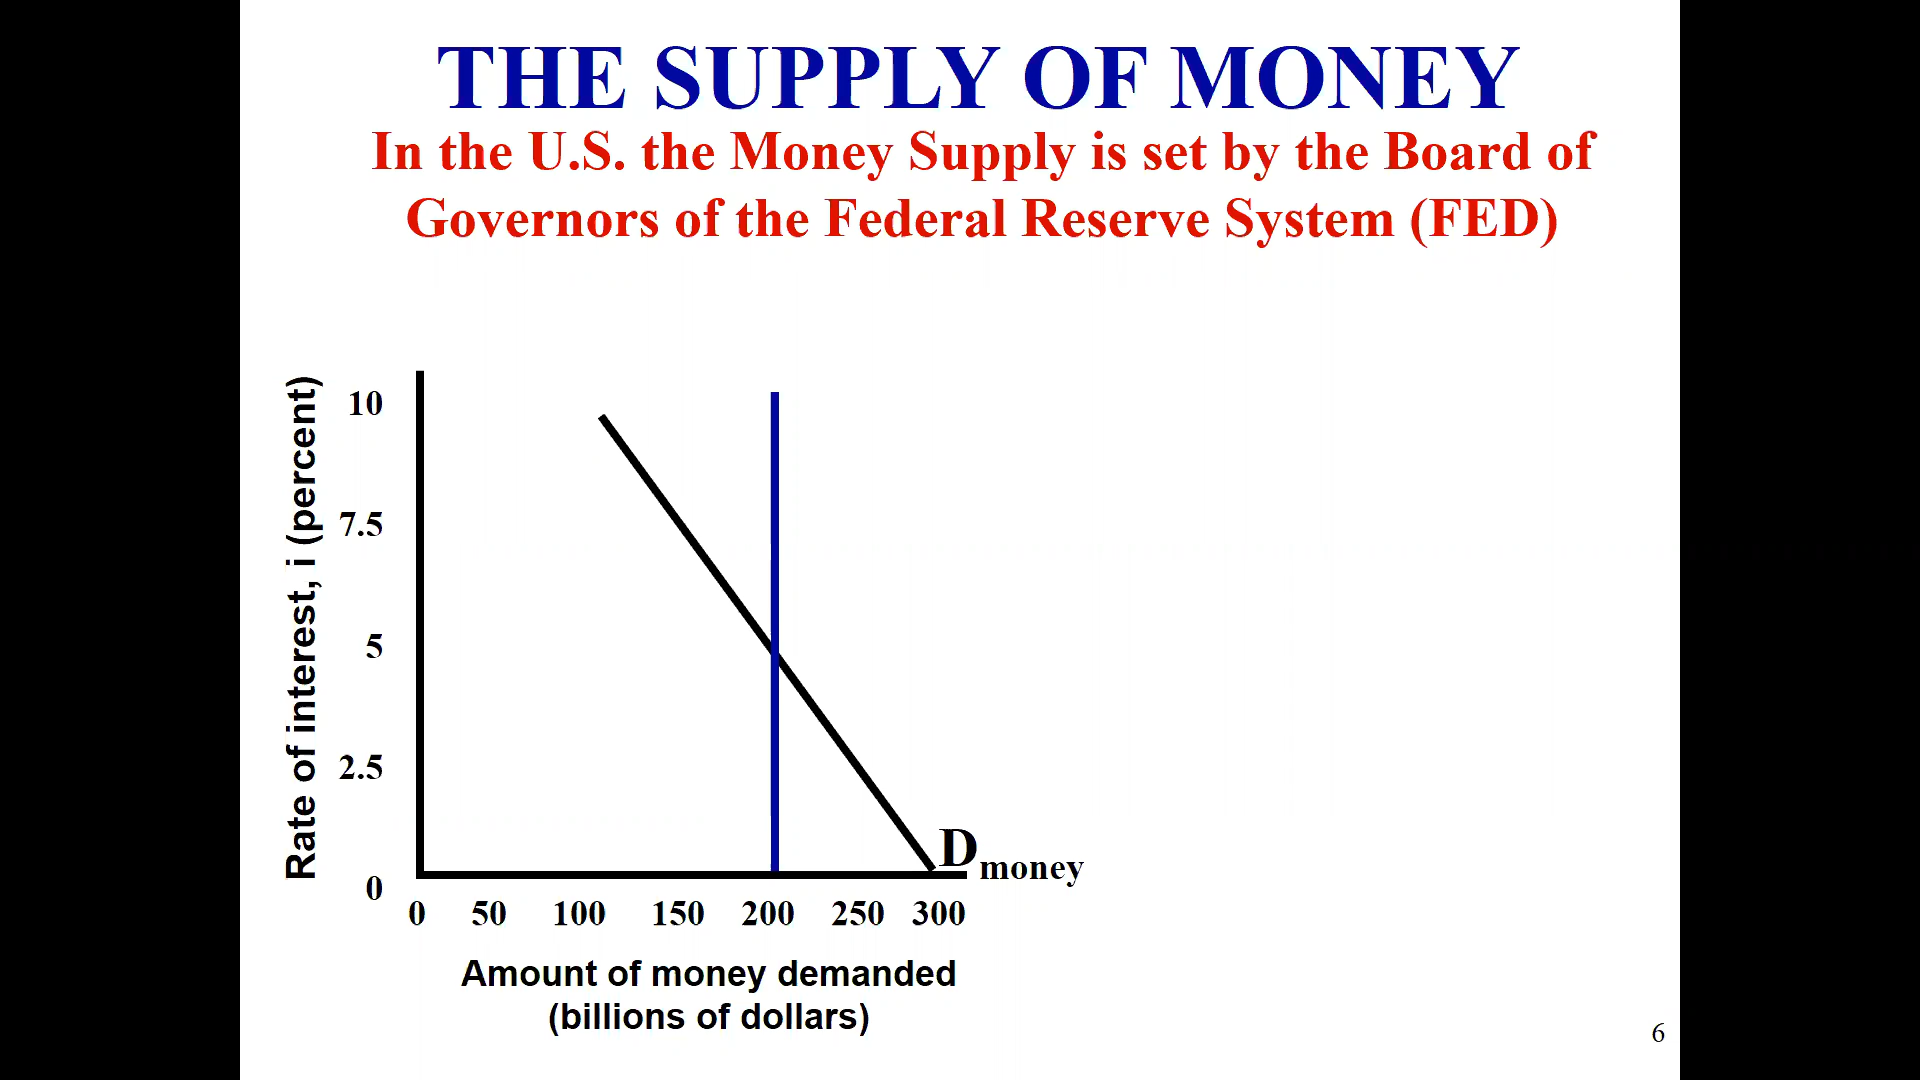 THE SUPPLY OF MONEY
In the U.S. the Money Supply is set by the Board of
Governors of the Federal Reserve System (FED)
Rate of interest, i (percent)
10
7.5
5
2.5
0
D money
0 50 100 150 200 250 300
Amount of money demanded
(billions of dollars)
6